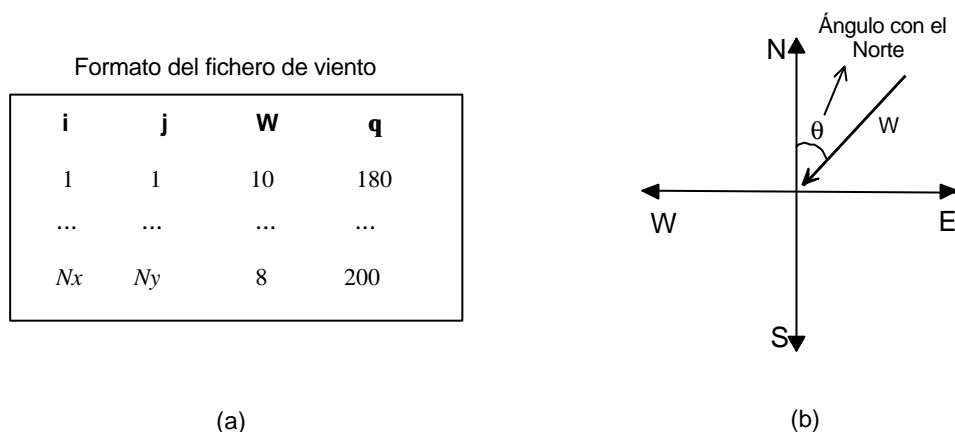 Formato del fichero de viento
i j W q
1 1 10 180
... ... ... ...
Nx Ny 8 200
(a)
Ángulo con el
Norte
N
θ
W
W
E
S
(b)